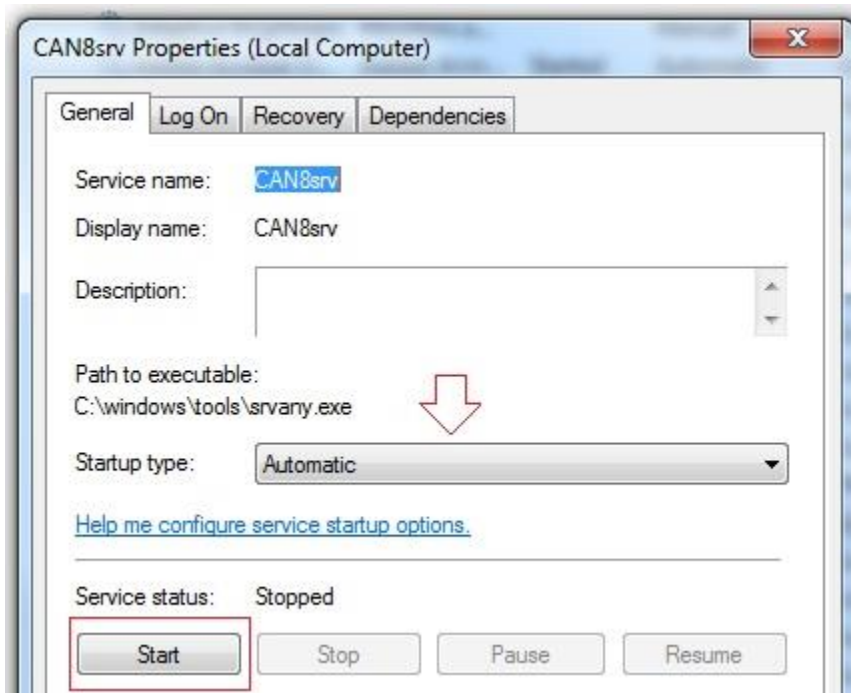 CAN8srv Properties (Local Computer)
General Log On Recovery Dependencies
Service name: CAN8srv
Display name: CAN8srv
Description:
Path to executable:
C:\windows\tools\srvany.exe
Startup type: Automatic
Help me configure service startup options.
Service status: Stopped
Start Stop Pause Resume